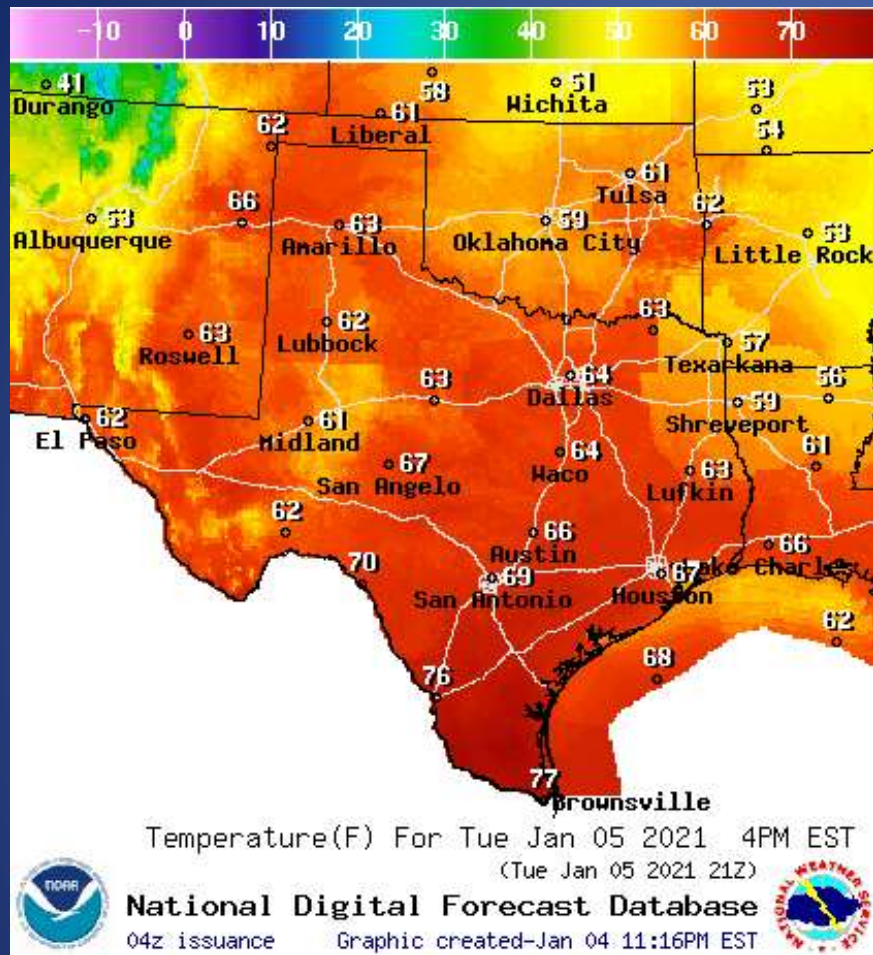 -10 0 10 20 30 40 50 60 70
41
Durango
58
51
Wichita
53
61
Liberal
54
62
61
Tulsa
53
Albuquerque
66
63
Amarillo
59
Oklahoma City
62
53
Little Rock
63
Roswell
62
Lubbock
63
57
Texarkana
64
Dallas
63
59
Shreveport
56
62
El Paso
61
Midland
67
San Angelo
64
Waco
63
Lufkin
61
62
66
Austin
66
Lake Charles
70
69
San Antonio
67
Houston
62
68
76
77
Brownsville
Temperature(F) For Tue Jan 05 2021 4PM EST
(Tue Jan 05 2021 21Z)
NOAA
National Digital Forecast Database
04z issuance Graphic created-Jan 04 11:16PM EST
NATIONAL WEATHER SERVICE